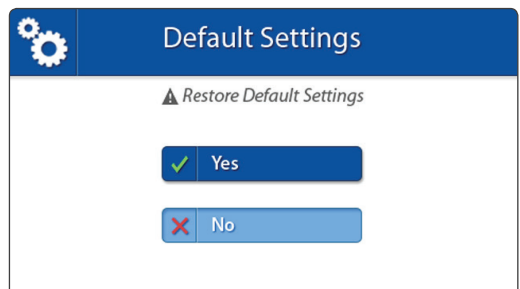 Default Settings
Restore Default Settings
Yes
No